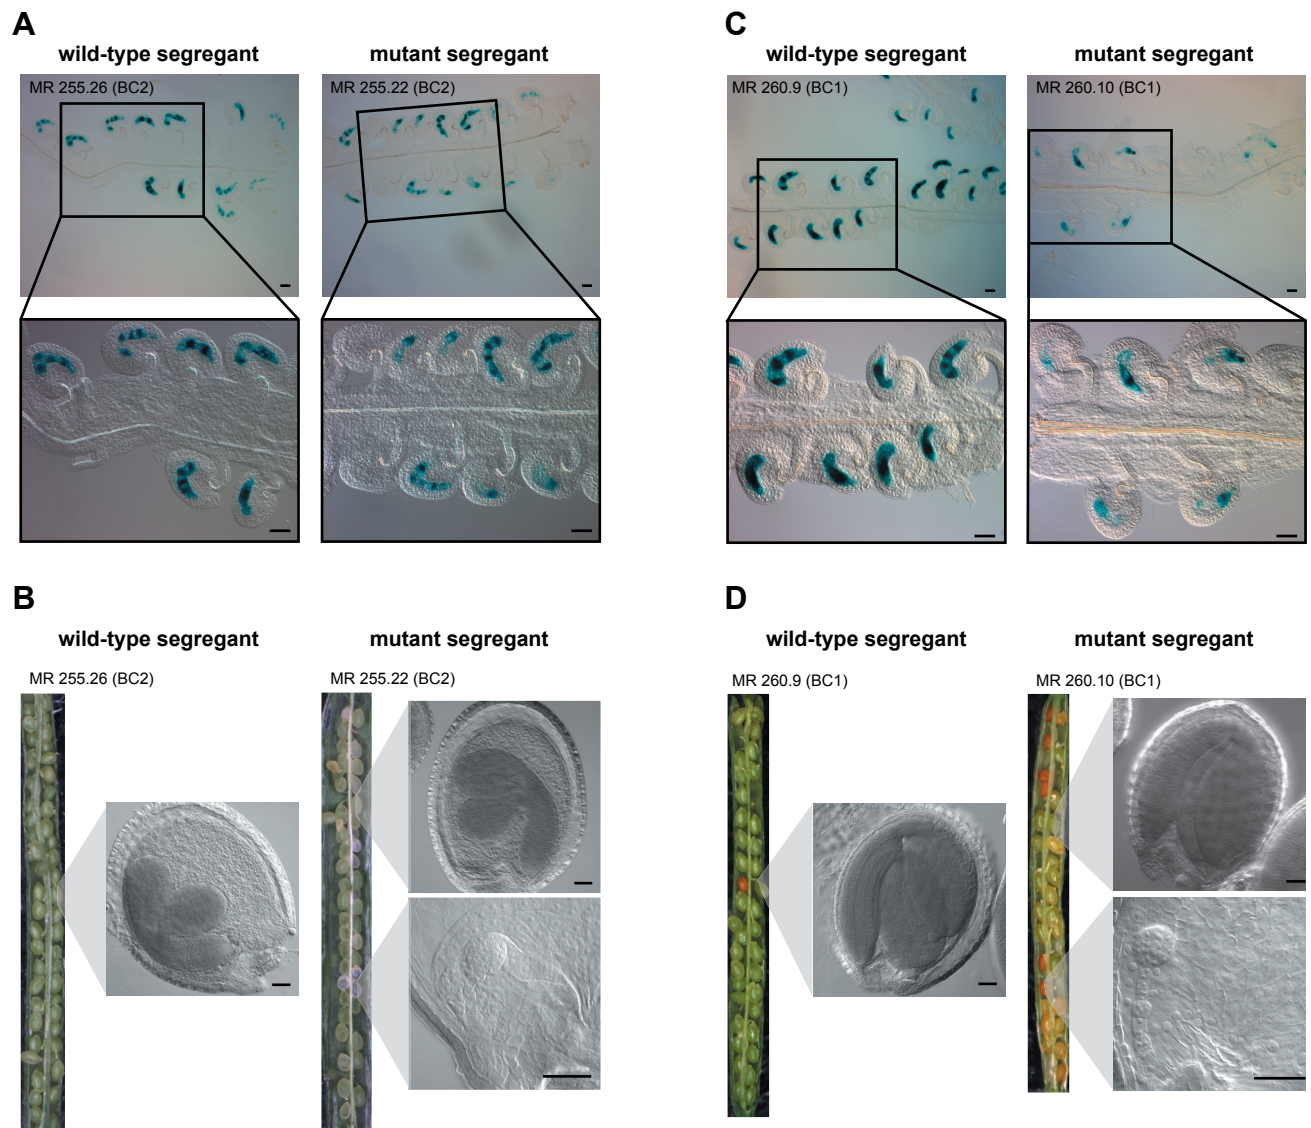 A
wild-type segregant
mutant segregant
MR 255.26 (BC2)
MR 255.22 (BC2)
C
wild-type segregant
mutant segregant
MR 260.9 (BC1)
MR 260.10 (BC1)
B
wild-type segregant
mutant segregant
MR 255.26 (BC2)
MR 255.22 (BC2)
D
wild-type segregant
mutant segregant
MR 260.9 (BC1)
MR 260.10 (BC1)